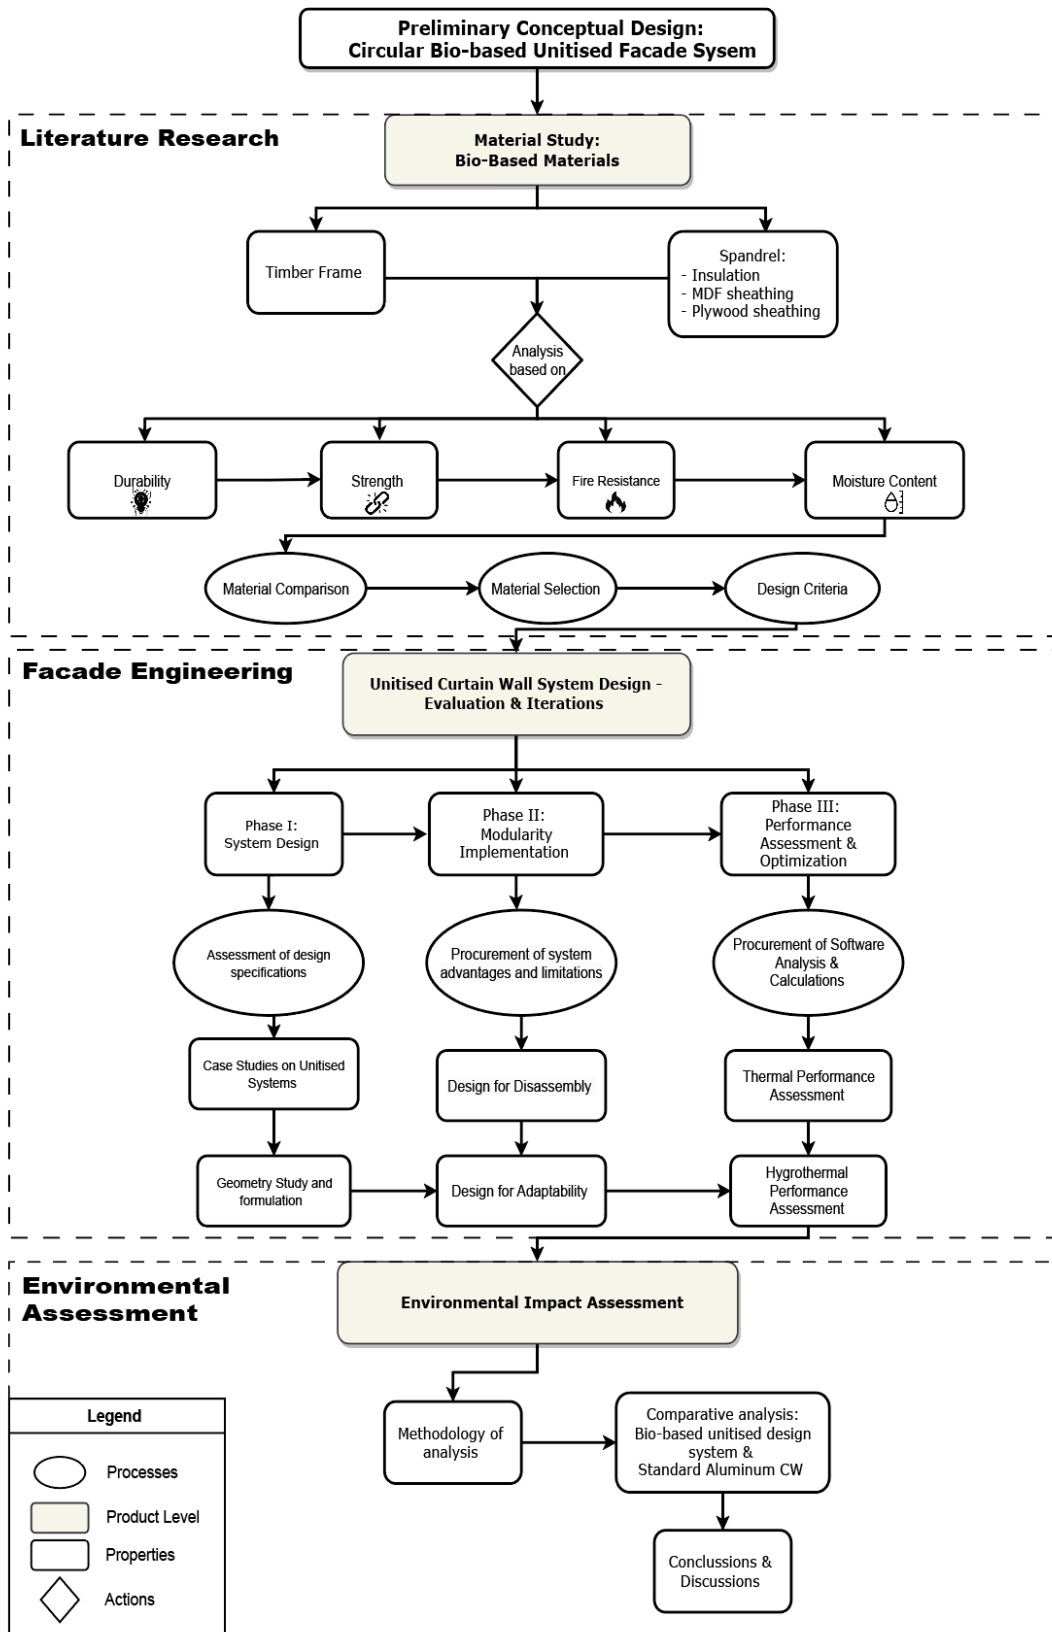 Preliminary Conceptual Design:
Circular Bio-based Unitised Facade Sysem
Literature Research
Material Study:
Bio-Based Materials
Timber Frame
Spandrel:
- Insulation
- MDF sheathing
- Plywood sheathing
Analysis
based on
Durability
Strength
Fire Resistance
Moisture Content
Material Comparison
Material Selection
Design Criteria
Facade Engineering
Unitised Curtain Wall System Design -
Evaluation & Iterations
Phase I:
System Design
Phase II:
Modularity
Implementation
Phase III:
Performance
Assessment &
Optimization
Assessment of design
specifications
Procurement of system
advantages and limitations
Procurement of Software
Analysis &
Calculations
Case Studies on Unitised
Systems
Design for Disassembly
Thermal Performance
Assessment
Geometry Study and
formulation
Design for Adaptability
Hygrothermal
Performance
Assessment
Environmental
Assessment
Environmental Impact Assessment
Methodology of
analysis
Comparative analysis:
Bio-based unitised design
system &
Standard Aluminum CW
Conclussions &
Discussions
Legend
Processes
Product Level
Properties
Actions